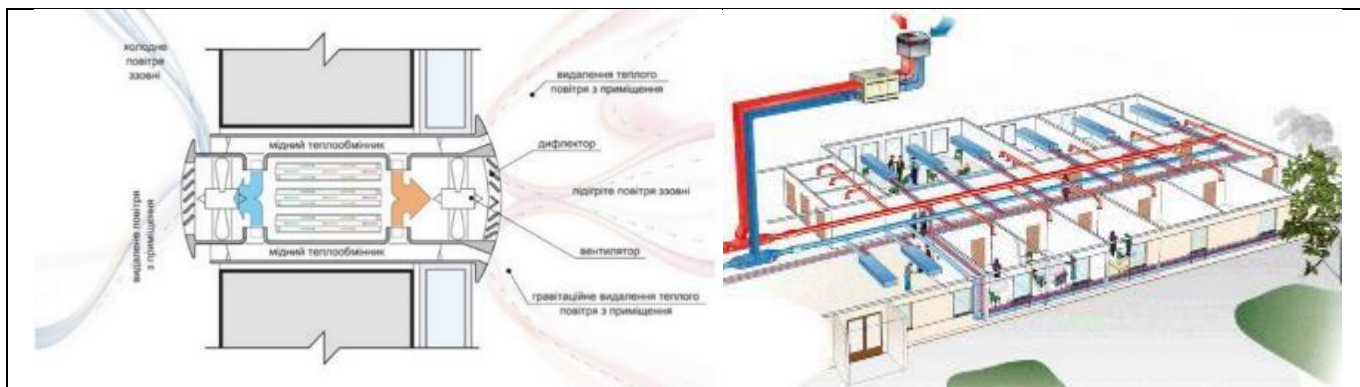 холодне
повітря
ззовні
видалення теплого
повітря з приміщення
мідний теплообмінник
дифлектор
підігріте повітря ззовні
видалене повітря
з приміщення
мідний теплообмінник
вентилятор
гравітаційне видалення теплого
повітря з приміщення